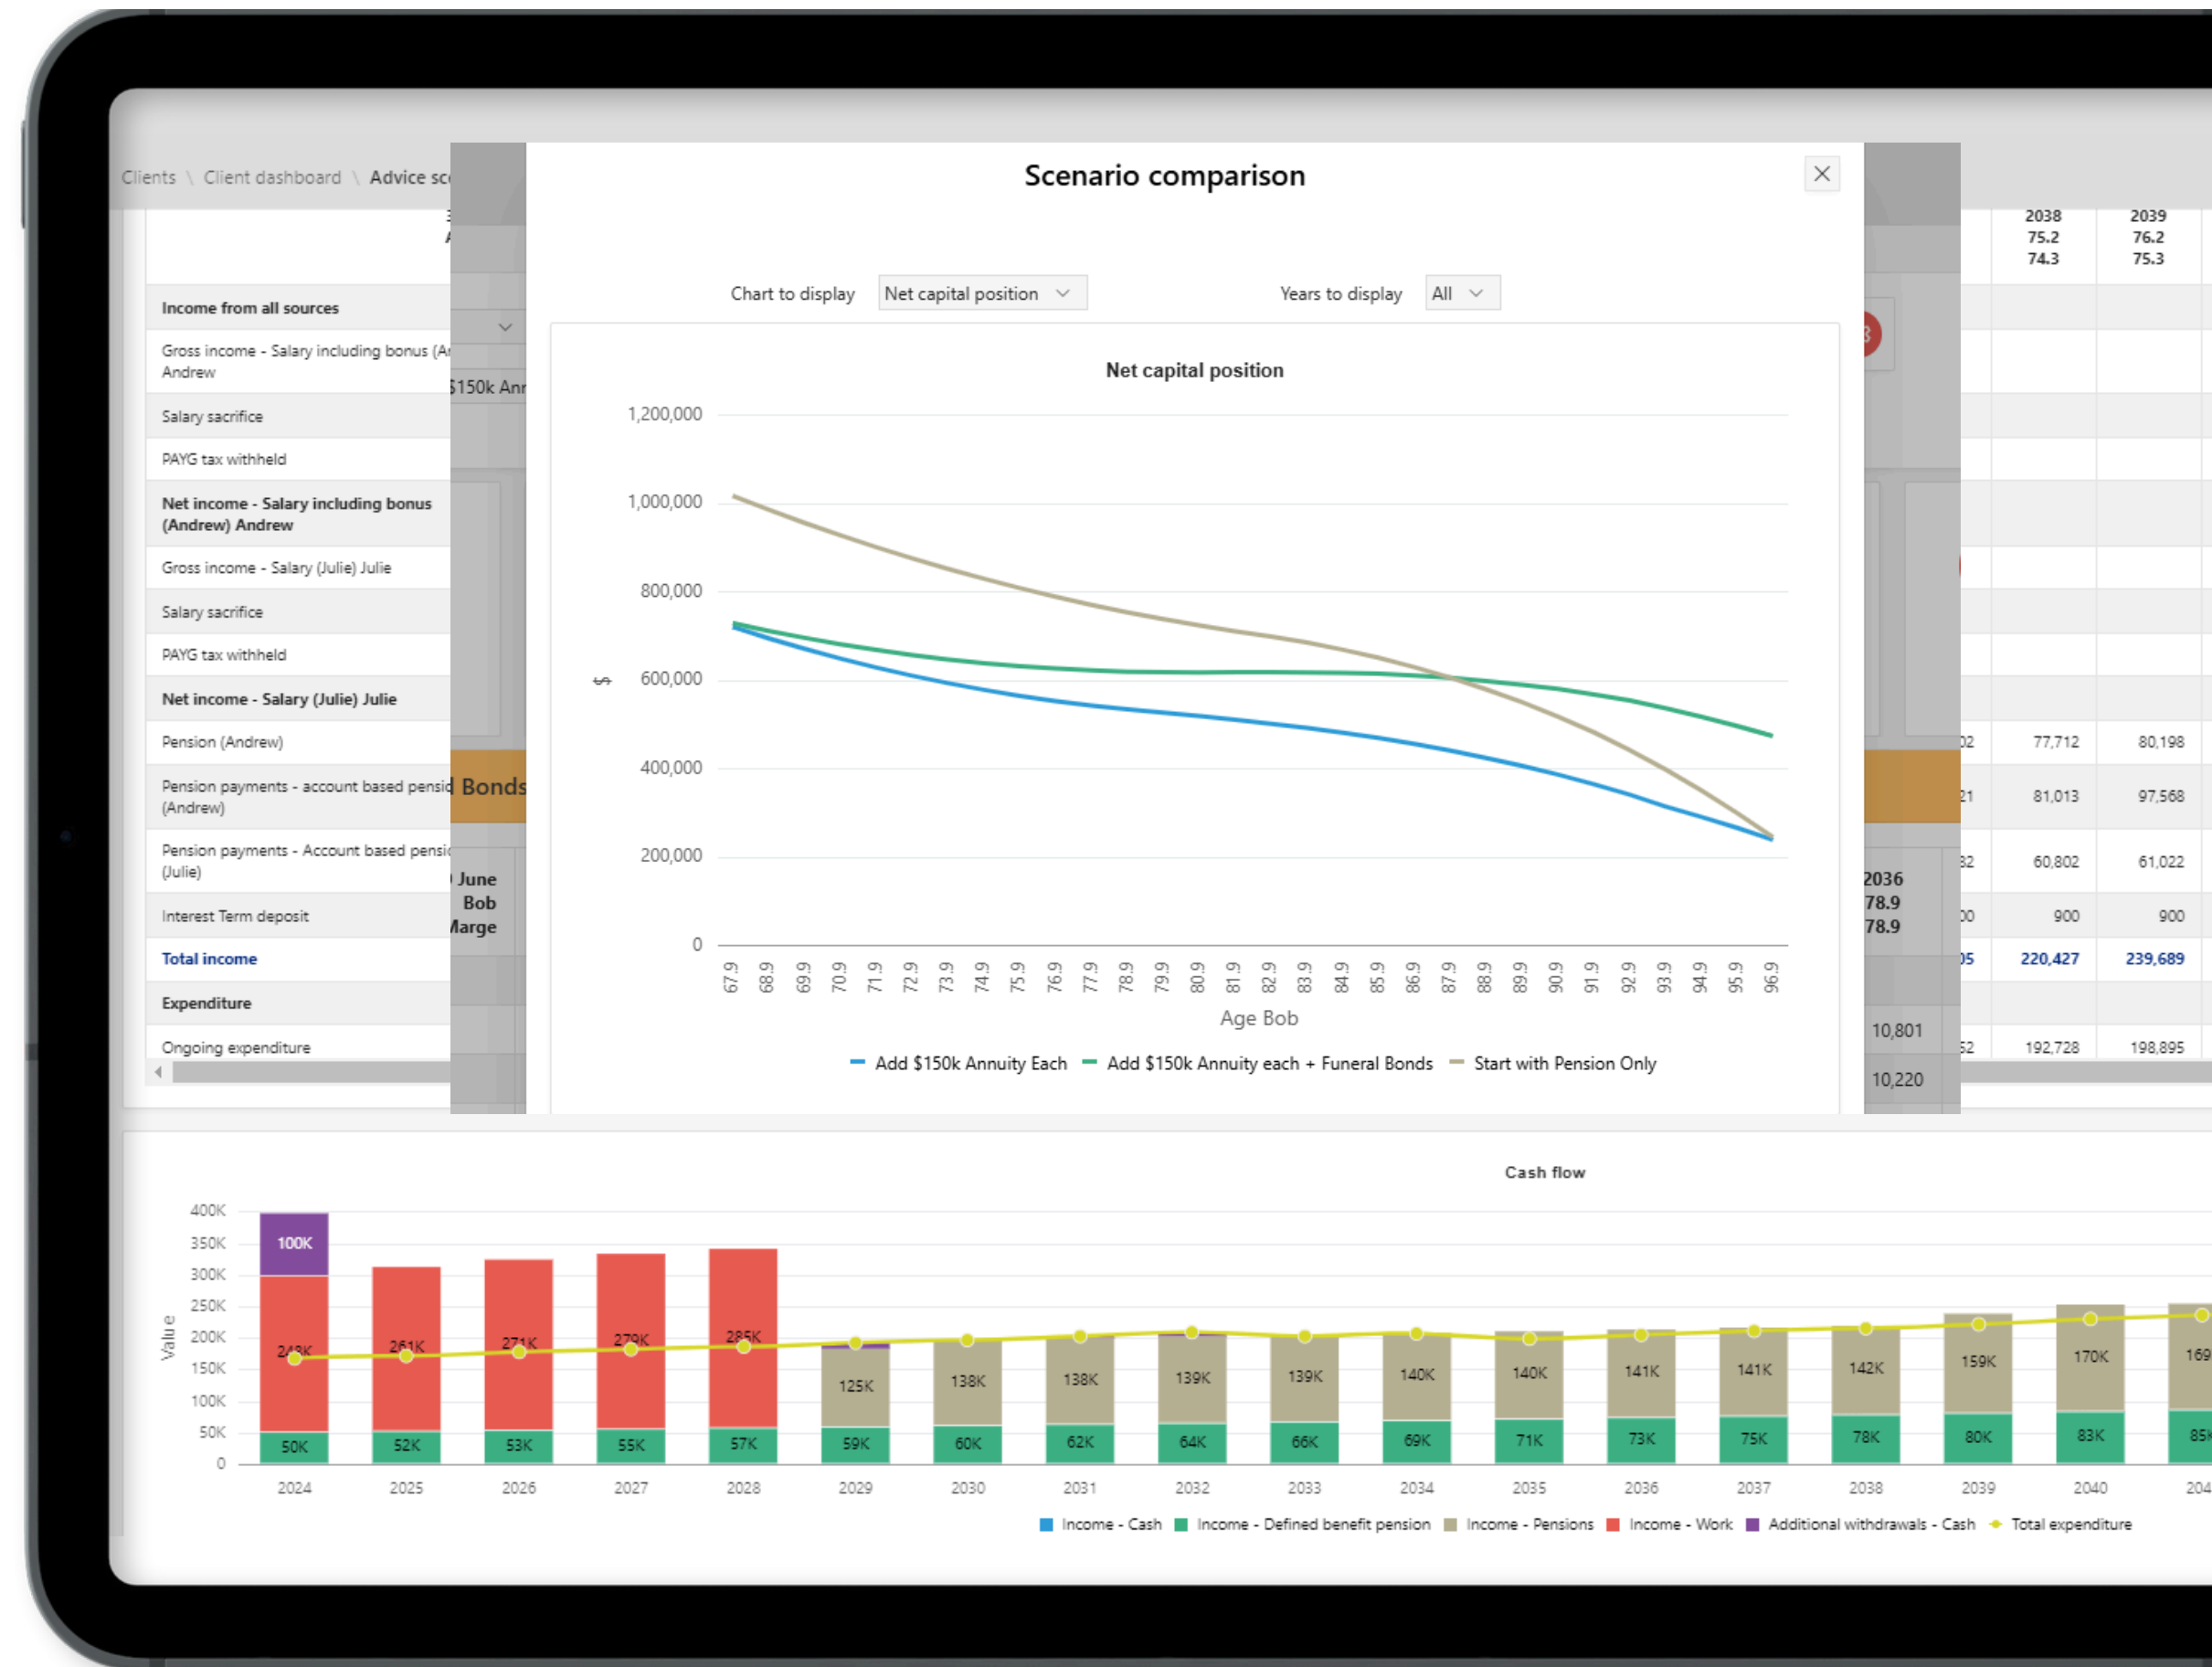 Clients \ Client dashboard \ Advice
Scenario comparison
Chart to display Net capital position Years to display All
Net capital position
1,200,000
1,000,000
800,000
600,000
400,000
200,000
0
$
67.9 68.9 69.9 70.9 71.9 72.9 73.9 74.9 75.9 76.9 77.9 78.9 79.9 80.9 81.9 82.9 83.9 84.9 85.9 86.9 87.9 88.9 89.9 90.9 91.9 92.9 93.9 94.9 95.9 96.9
Age Bob
Add $150k Annuity Each Add $150k Annuity each + Funeral Bonds Start with Pension Only
Income from all sources
Gross income - Salary including bonus
Andrew
Salary sacrifice
PAYG tax withheld
Net income - Salary including bonus
(Andrew) Andrew
Gross income - Salary (Julie) Julie
Salary sacrifice
PAYG tax withheld
Net income - Salary (Julie) Julie
Pension (Andrew)
Pension payments - account based
(Andrew)
Pension payments - Account based
(Julie)
Interest Term deposit
Total income
Expenditure
Ongoing expenditure
$150k
Bonds
June
Bob
Marge
2036
78.9
78.9
10,801
10,220
2038 2039
75.2 76.2
74.3 75.3
77,712 80,198
81,013 97,568
60,802 61,022
900 900
220,427 239,689
192,728 198,895
Cash flow
Value
400K
350K
300K
250K
200K
150K
100K
50K
0
100K
261K 271K 279K 285K
125K 138K 138K 139K 139K 140K 140K 141K 141K 142K 159K 170K
50K 52K 53K 55K 57K 59K 60K 62K 64K 66K 69K 71K 73K 75K 78K 80K 83K
2024 2025 2026 2027 2028 2029 2030 2031 2032 2033 2034 2035 2036 2037 2038 2039 2040
Income - Cash Income - Defined benefit pension Income - Pensions Income - Work Additional withdrawals - Cash Total expenditure